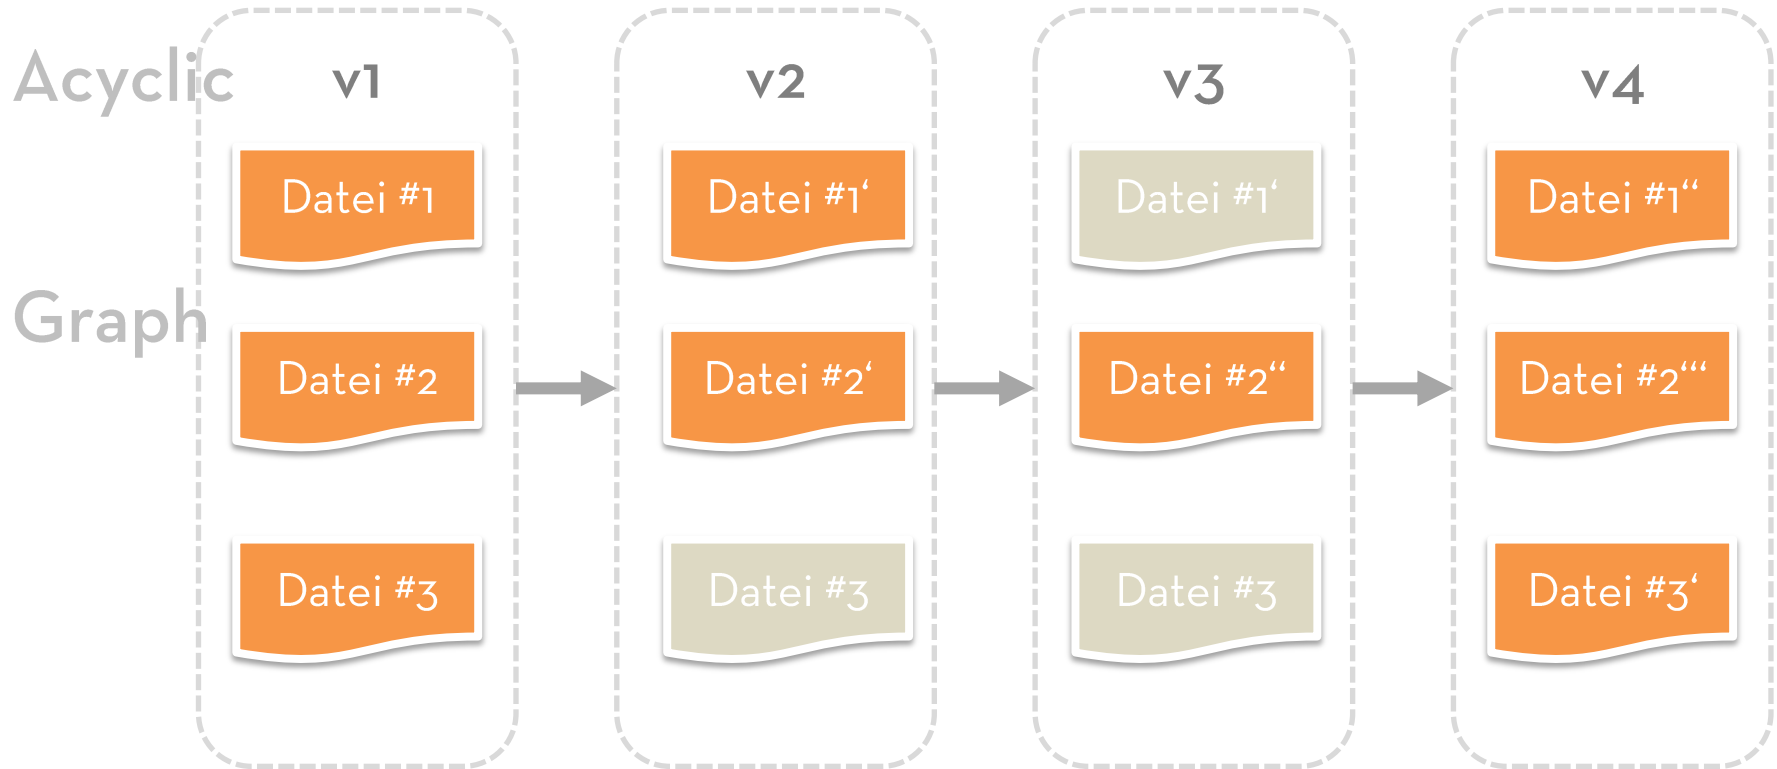 Acyclic
v1
v2
v3
v4
Datei #1
Datei #1‘
Datei #1‘
Datei #1‘‘
Graph
Datei #2
Datei #2‘
Datei #2‘‘
Datei #2‘‘‘
Datei #3
Datei #3
Datei #3
Datei #3‘